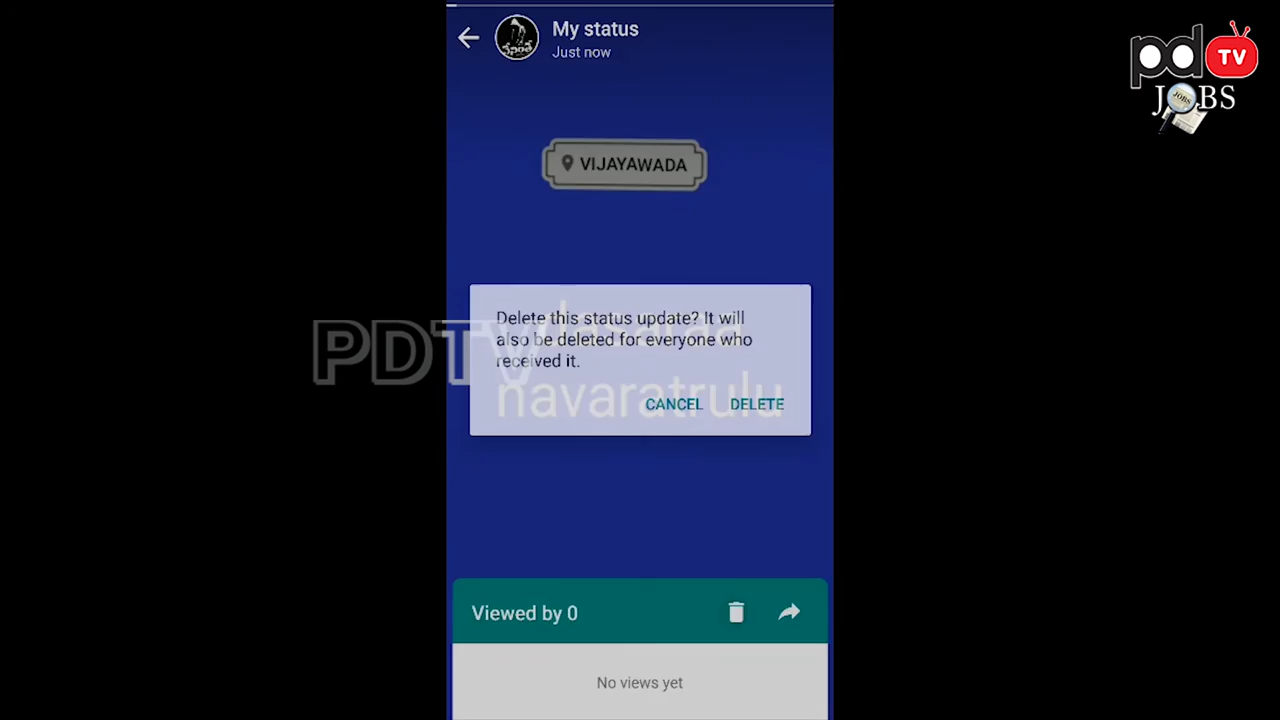 My status
Just now
pd TV
JOBS
VIJAYAWADA
Delete this status update? It will
also be deleted for everyone who
received it.
dasaraa
navaratrulu
CANCEL DELETE
PDTV
Viewed by 0
No views yet